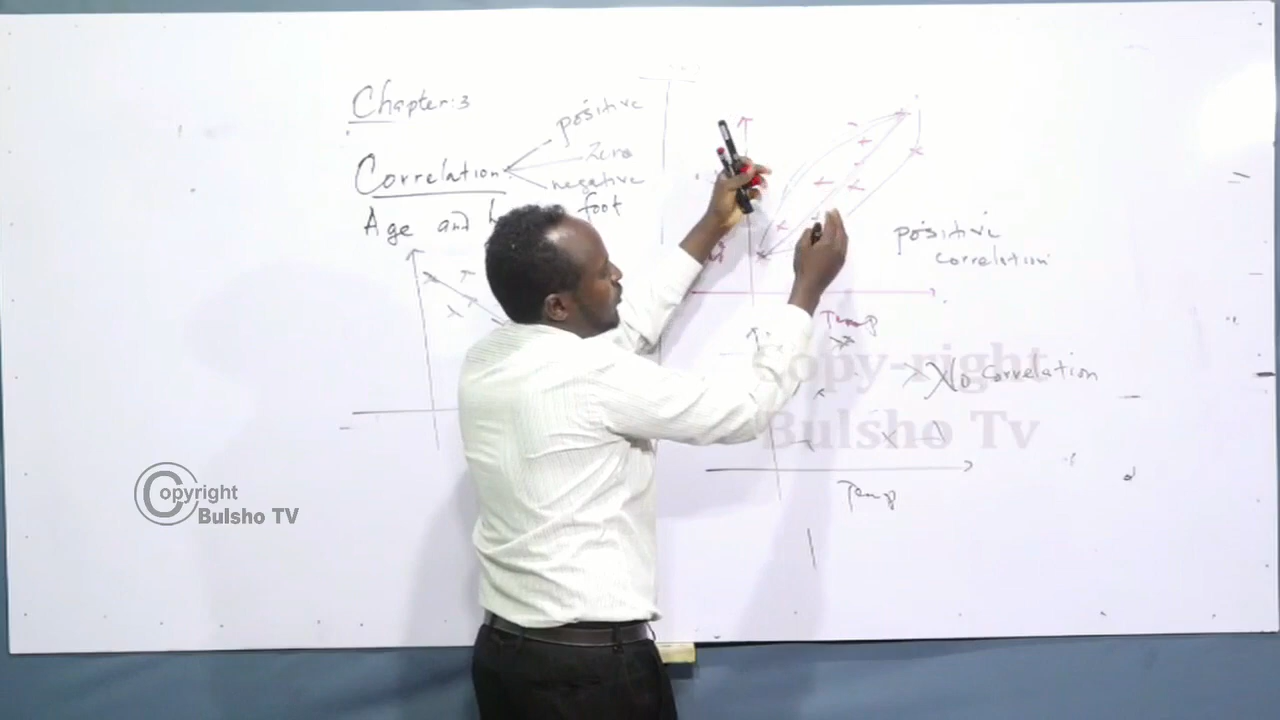 Chapter:3
positive
Correlation
Zero
negative
Age and
foot
positive
correlation
Temp
No Correlation
Temp
Copyright
Bulsho TV
Copy-right
Bulsho Tv